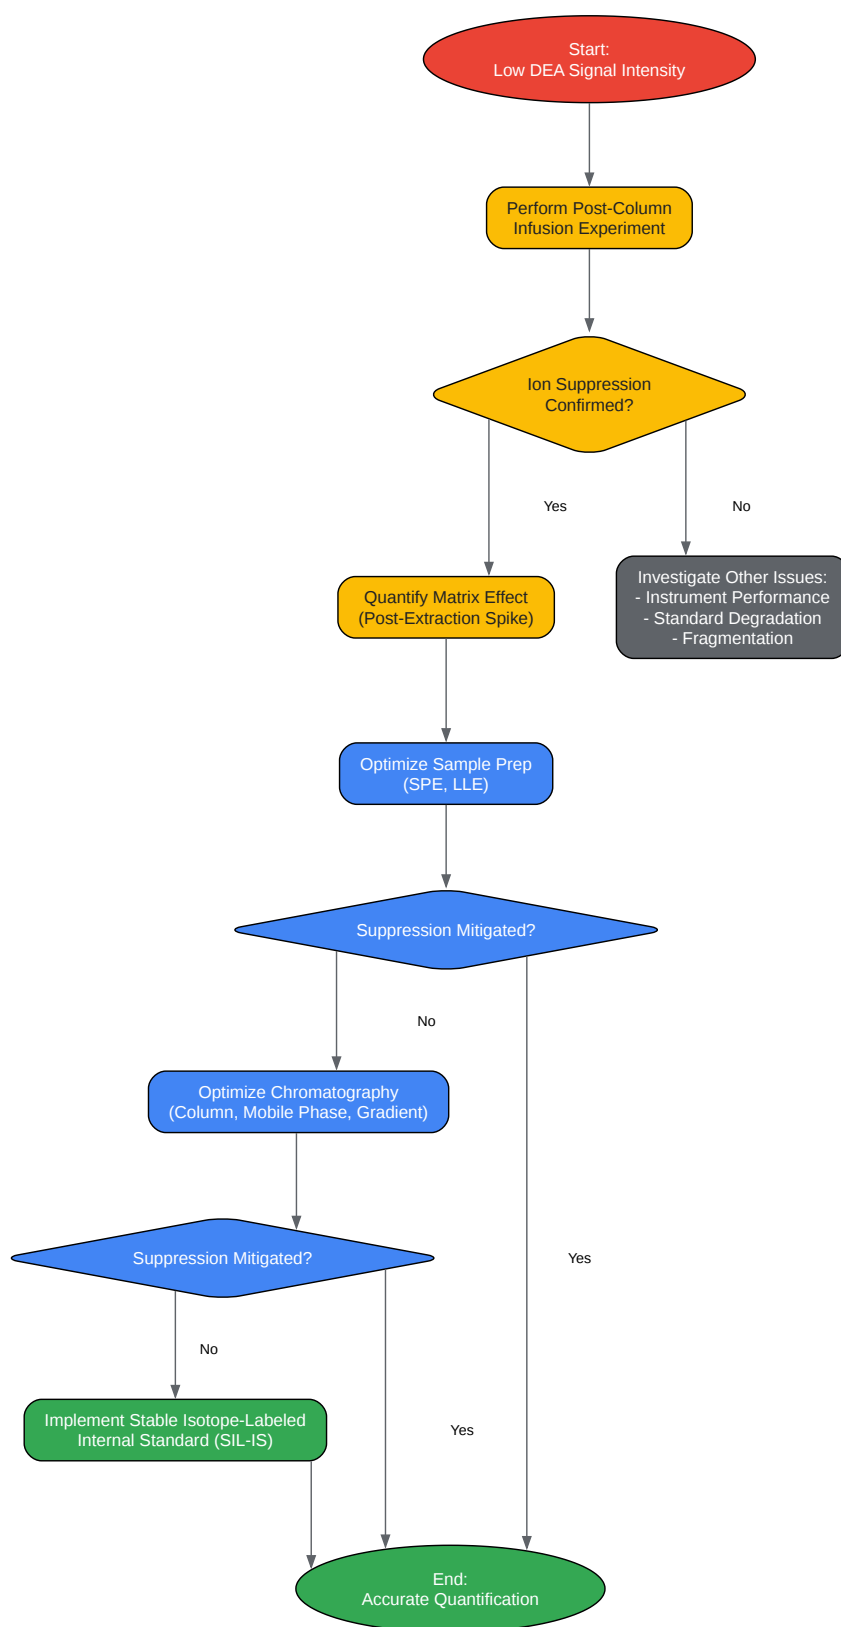 Start:
Low DEA Signal Intensity
Perform Post-Column
Infusion Experiment
Ion Suppression
Confirmed?
Yes
No
Quantify Matrix Effect
(Post-Extraction Spike)
Investigate Other Issues:
- Instrument Performance
- Standard Degradation
- Fragmentation
Optimize Sample Prep
(SPE, LLE)
Suppression Mitigated?
No
Optimize Chromatography
(Column, Mobile Phase, Gradient)
Suppression Mitigated?
Yes
No
Implement Stable Isotope-Labeled
Internal Standard (SIL-IS)
Yes
End:
Accurate Quantification